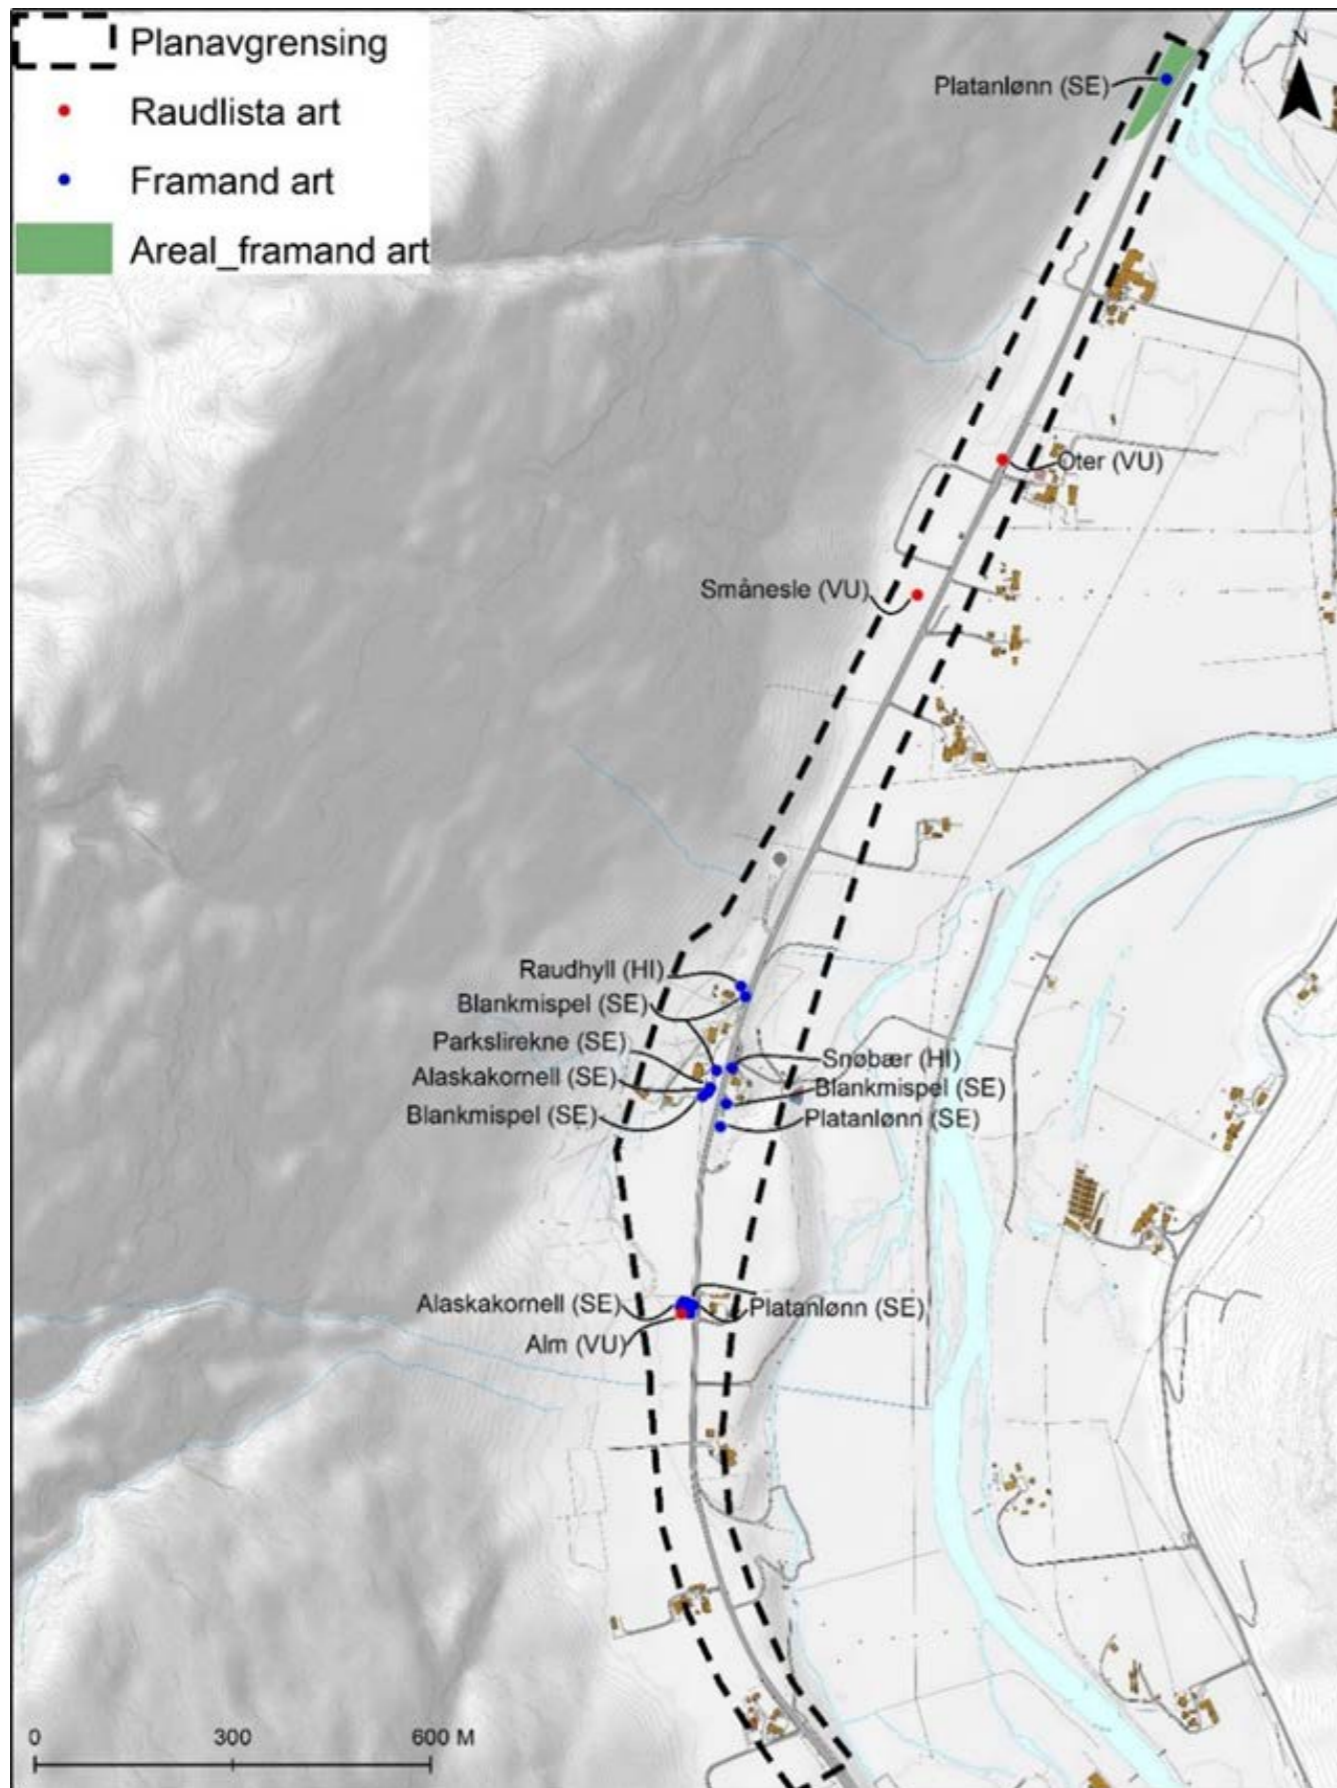 Planavgrensing
Raudlista art
Framand art
Areal_framand art
N
Platanlønn (SE)
Oter (VU)
Smånesle (VU)
Raudhyll (HI)
Blankmispel (SE)
Parkslirekne (SE)
Snøbær (HI)
Alaskakornell (SE)
Blankmispel (SE)
Blankmispel (SE)
Platanlønn (SE)
Alaskakornell (SE)
Platanlønn (SE)
Alm (VU)
0 300 600 M